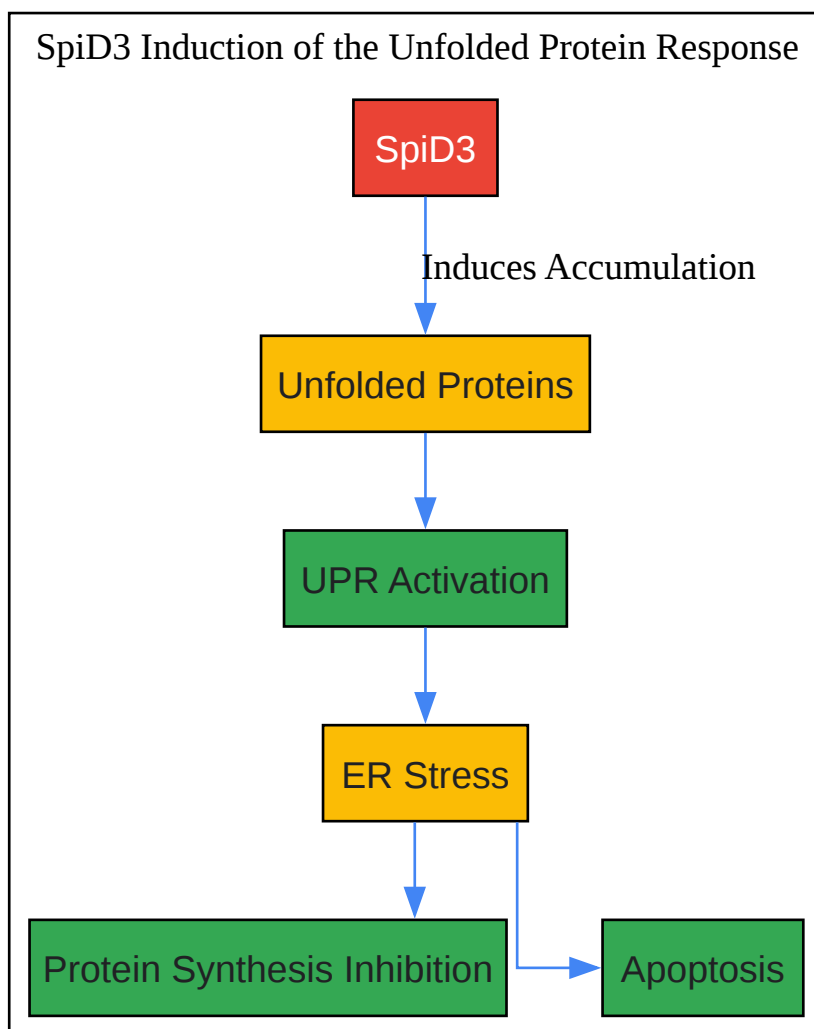 SpiD3 Induction of the Unfolded Protein Response
SpiD3
Induces Accumulation
Unfolded Proteins
UPR Activation
ER Stress
Protein Synthesis Inhibition
Apoptosis